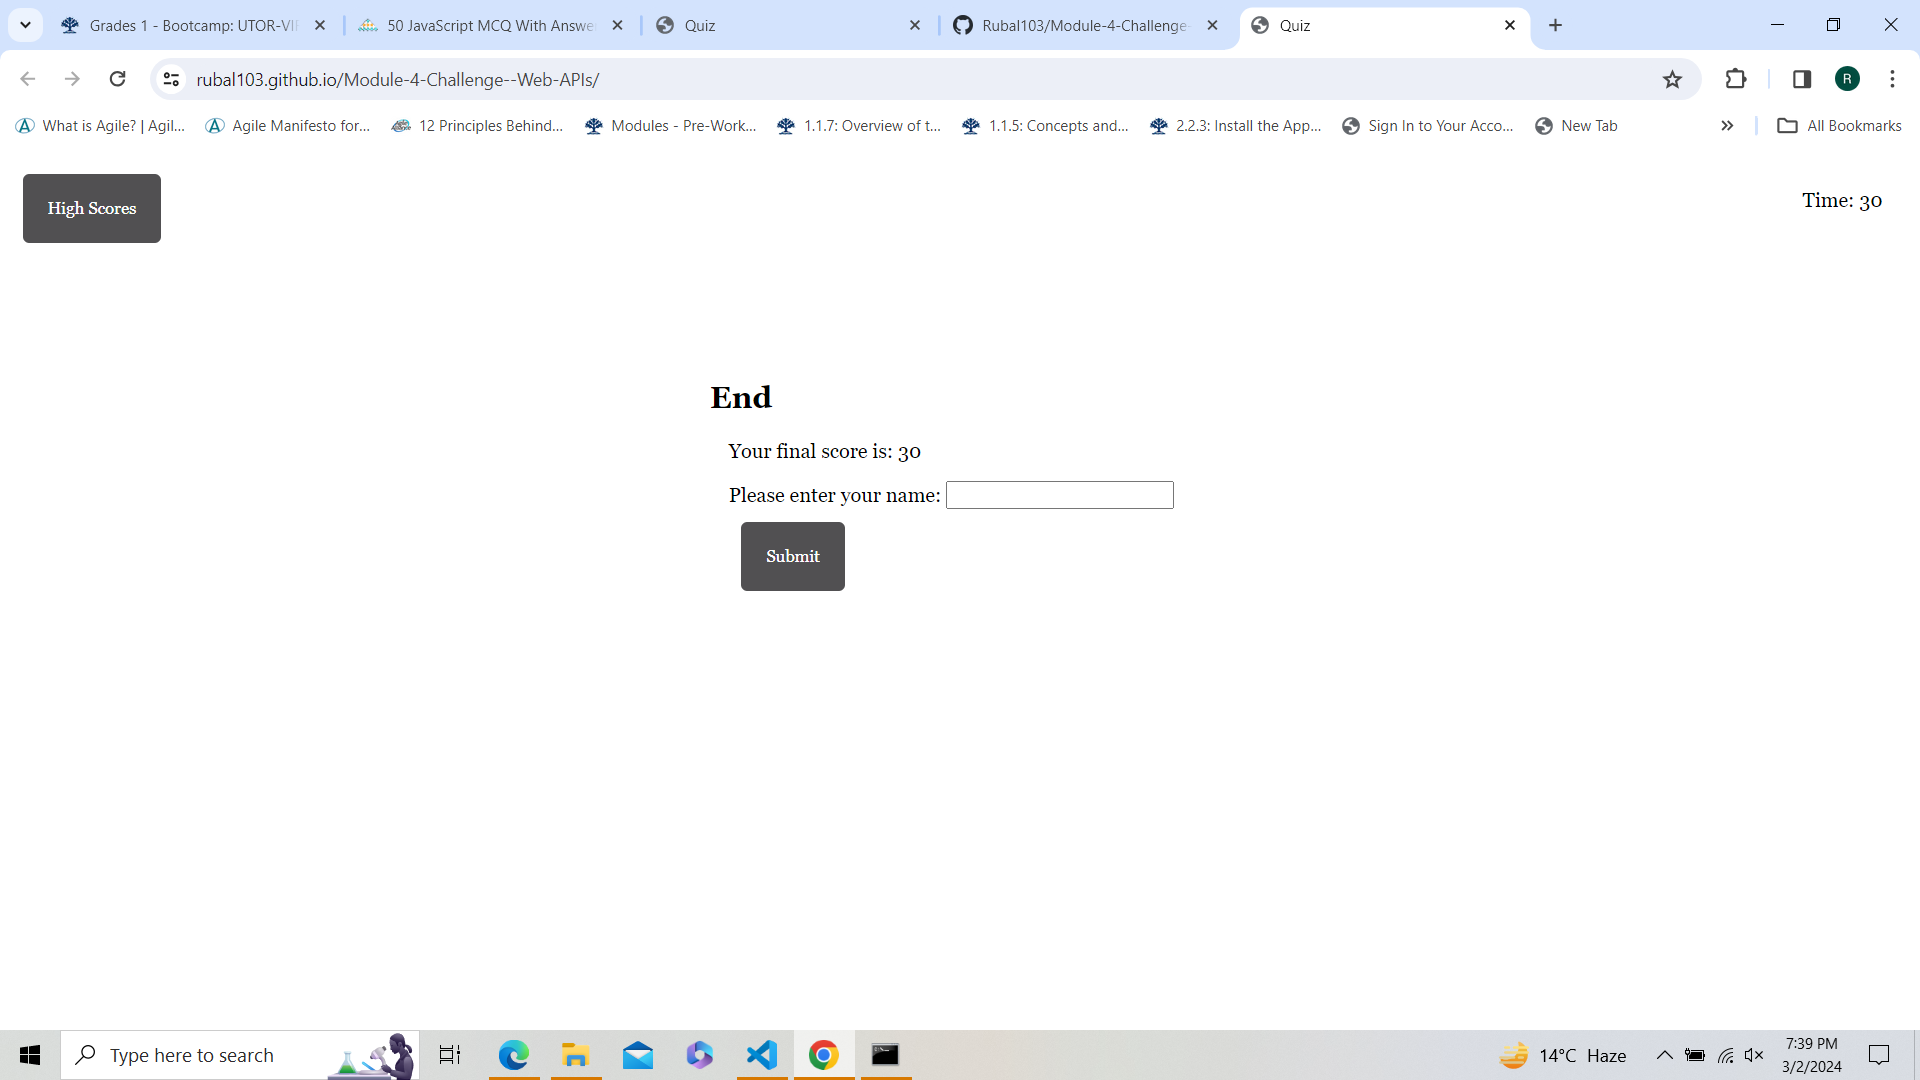 Grades 1 - Bootcamp: UTOR-VIR
50 JavaScript MCQ With Answe
Quiz
Rubal103/Module-4-Challenge-
Quiz
rubal103.github.io/Module-4-Challenge--Web-APIs/
R
What is Agile? | Agil...
Agile Manifesto for...
12 Principles Behind...
Modules - Pre-Work...
1.1.7: Overview of t...
1.1.5: Concepts and...
2.2.3: Install the App...
Sign In to Your Acco...
New Tab
All Bookmarks
High Scores
Time: 30
End
Your final score is: 30
Please enter your name:
Submit
Type here to search
14°C Haze
7:39 PM
3/2/2024